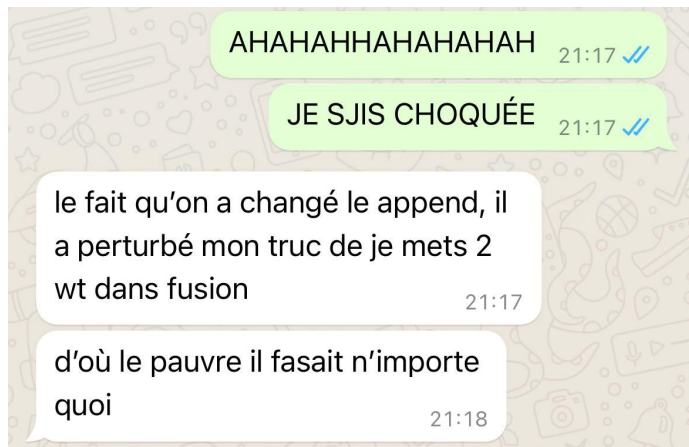 AHAHAHHAHAHAHAH
21:17
JE SJIS CHOQUÉE
21:17
le fait qu’on a changé le append, il
a perturbé mon truc de je mets 2
wt dans fusion
21:17
d’où le pauvre il fasait n’importe
quoi
21:18